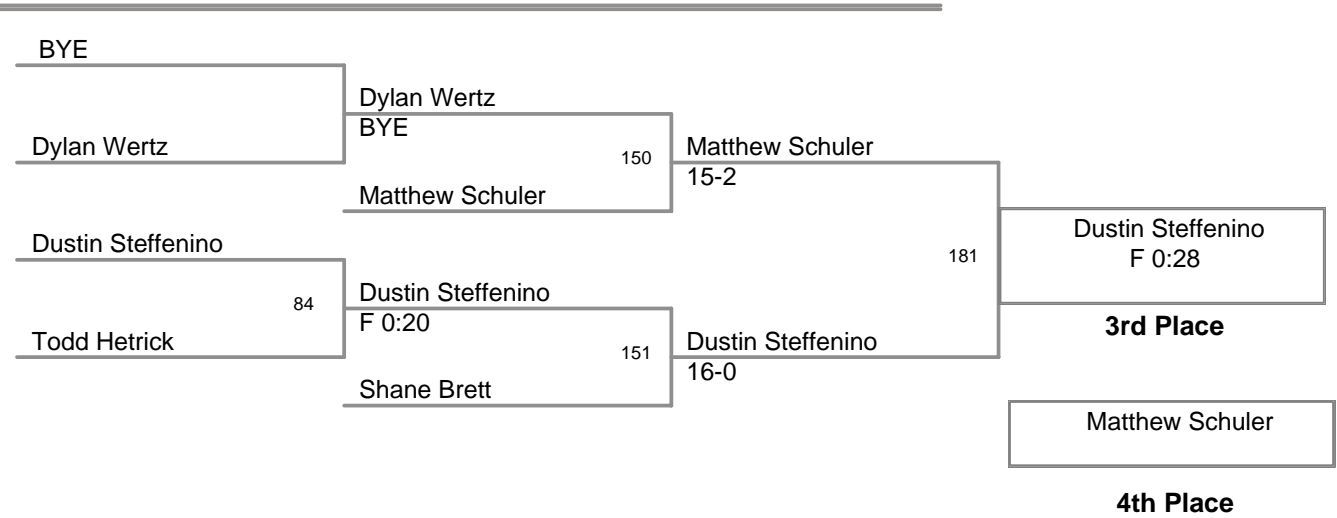 BYE
Dylan Wertz
BYE
Dylan Wertz
150
Matthew Schuler
15-2
Matthew Schuler
Dustin Steffenino
Dustin Steffenino
F 0:28
181
84
Dustin Steffenino
F 0:20
3rd Place
Todd Hetrick
151
Dustin Steffenino
16-0
Shane Brett
Matthew Schuler
4th Place